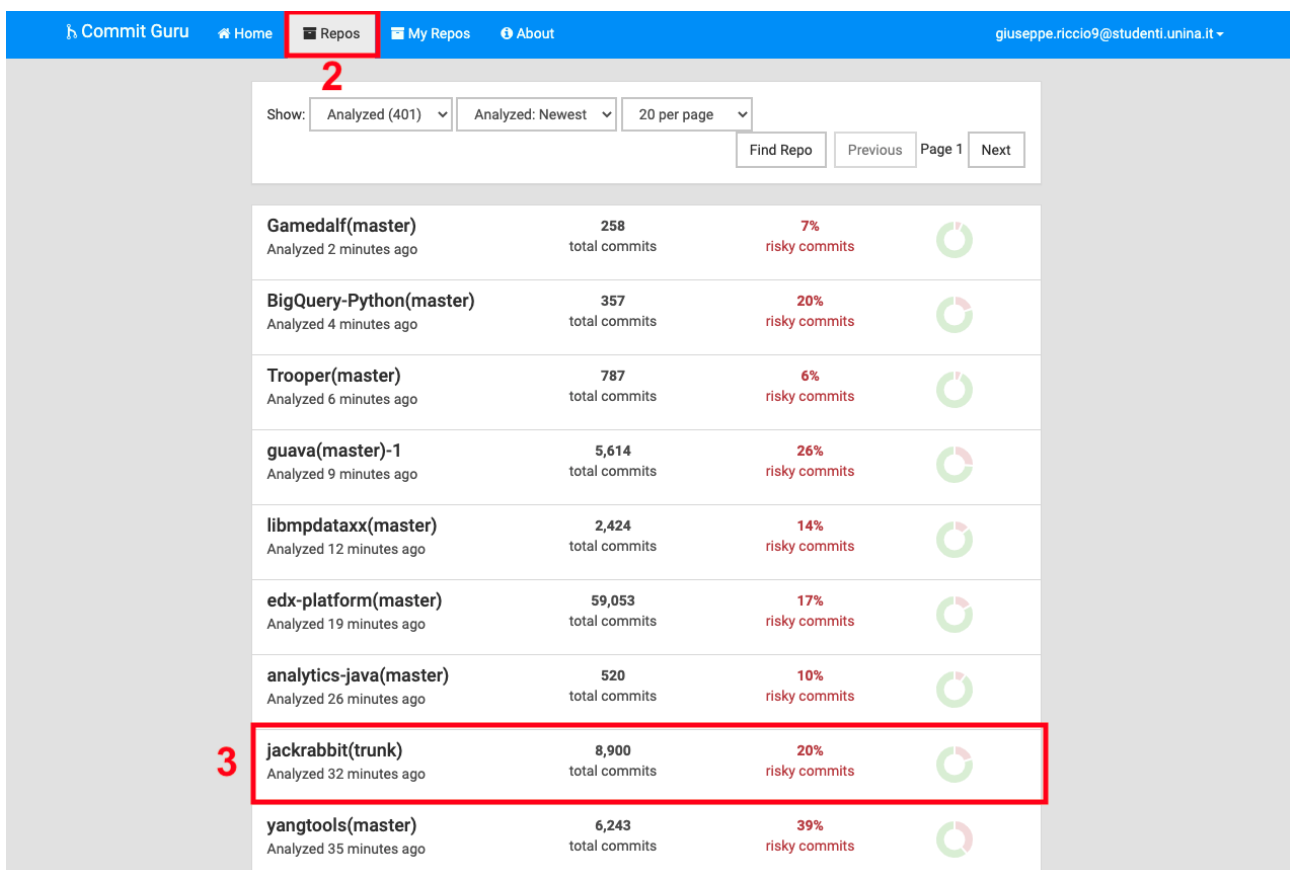 Commit Guru Home Repos My Repos About giuseppe.riccio9@studenti.unina.it
2
Show: Analyzed (401) Analyzed: Newest 20 per page
Find Repo Previous Page 1 Next
Gamedalf(master) 258 7%
Analyzed 2 minutes ago total commits risky commits
BigQuery-Python(master) 357 20%
Analyzed 4 minutes ago total commits risky commits
Trooper(master) 787 6%
Analyzed 6 minutes ago total commits risky commits
guava(master)-1 5,614 26%
Analyzed 9 minutes ago total commits risky commits
libmpdataxx(master) 2,424 14%
Analyzed 12 minutes ago total commits risky commits
edx-platform(master) 59,053 17%
Analyzed 19 minutes ago total commits risky commits
analytics-java(master) 520 10%
Analyzed 26 minutes ago total commits risky commits
3
jackrabbit(trunk) 8,900 20%
Analyzed 32 minutes ago total commits risky commits
yangtools(master) 6,243 39%
Analyzed 35 minutes ago total commits risky commits